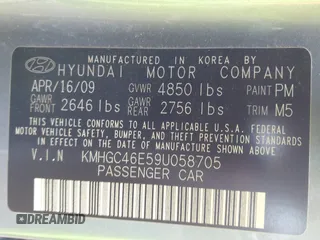 MANUFACTURED IN KOREA BY
HYUNDAI MOTOR COMPANY
APR/16/09 GVWR 4850 lbs PAINT PM
GAWR FRONT 2646 lbs GAWR REAR 2756 lbs TRIM M5
THIS VEHICLE CONFORMS TO ALL APPLICABLE U.S. FEDERAL MOTOR VEHICLE
SAFETY, BUMPER, AND THEFT PREVENTION STANDARDS
IN EFFECT ON THE DATE OF MANUFACTURE SHOWN ABOVE.
V.I.N KMHGC46E59U058705
PASSENGER CAR
DREAMBID